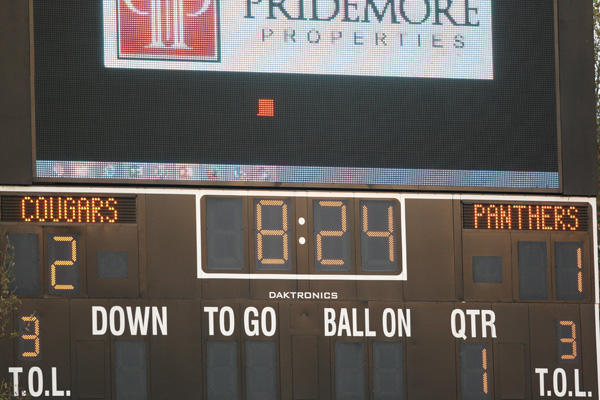 PRIDEMORE
PROPERTIES
COUGARS 8:24 PANTHERS
2 1
DAKTRONICS
3 DOWN TO GO BALL ON QTR 3
T.O.L. 1 T.O.L.